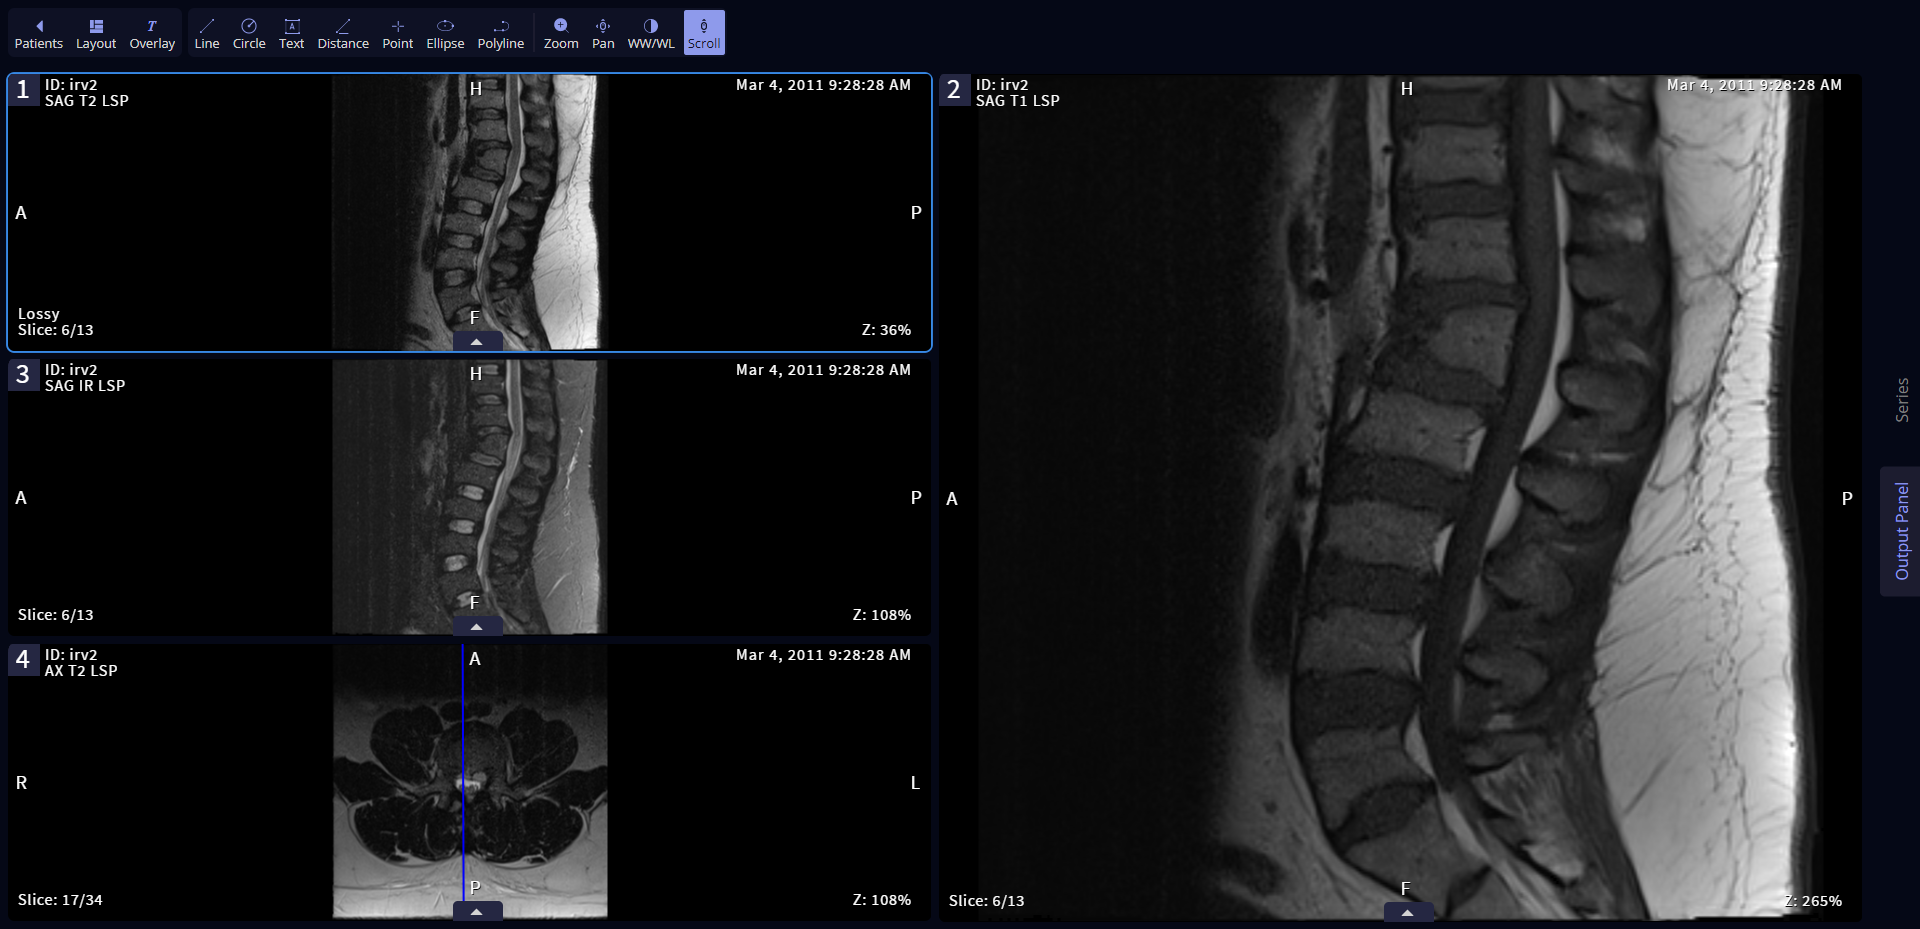 Patients Layout Overlay Line Circle Text Distance Point Ellipse Polyline Zoom Pan WW/WL Scroll
1 ID: irv2 H Mar 4, 2011 9:28:28 AM
SAG T2 LSP
A P
Lossy
Slice: 6/13 F Z: 36%
2 ID: irv2 H Mar 4, 2011 9:28:28 AM
SAG T1 LSP
A P
F
Slice: 6/13 Z: 265%
3 ID: irv2 H Mar 4, 2011 9:28:28 AM
SAG IR LSP
A P
F
Slice: 6/13 Z: 108%
4 ID: irv2 A Mar 4, 2011 9:28:28 AM
AX T2 LSP
R L
P
Slice: 17/34 Z: 108%
Series
Output Panel